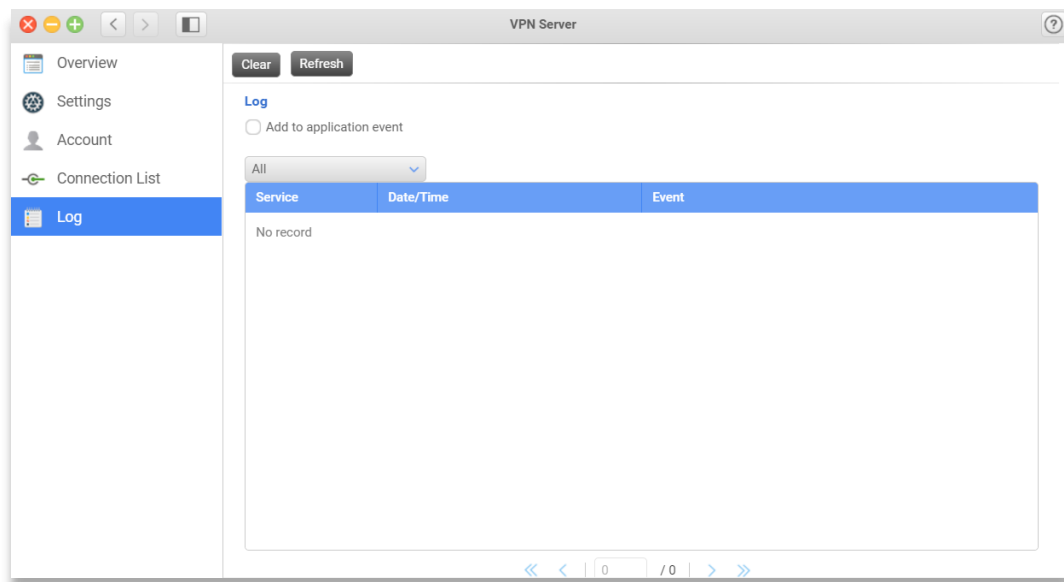 VPN Server
?
Overview
Settings
Account
Connection List
Log
Clear Refresh
Log
Add to application event
All
Service Date/Time Event
No record
0 / 0